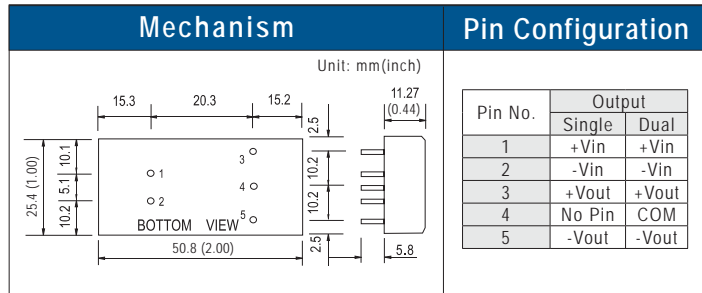 Mechanism
Pin Configuration
Unit: mm(inch)
15.3 20.3 15.2
11.27
(0.44)
2.5
10.2
10.2
2.5
25.4 (1.00)
10.1
5.1
10.2
1
2
3
4
5
BOTTOM VIEW
50.8 (2.00)
5.8
Pin No. Output
Single Dual
1 +Vin +Vin
2 -Vin -Vin
3 +Vout +Vout
4 No Pin COM
5 -Vout -Vout